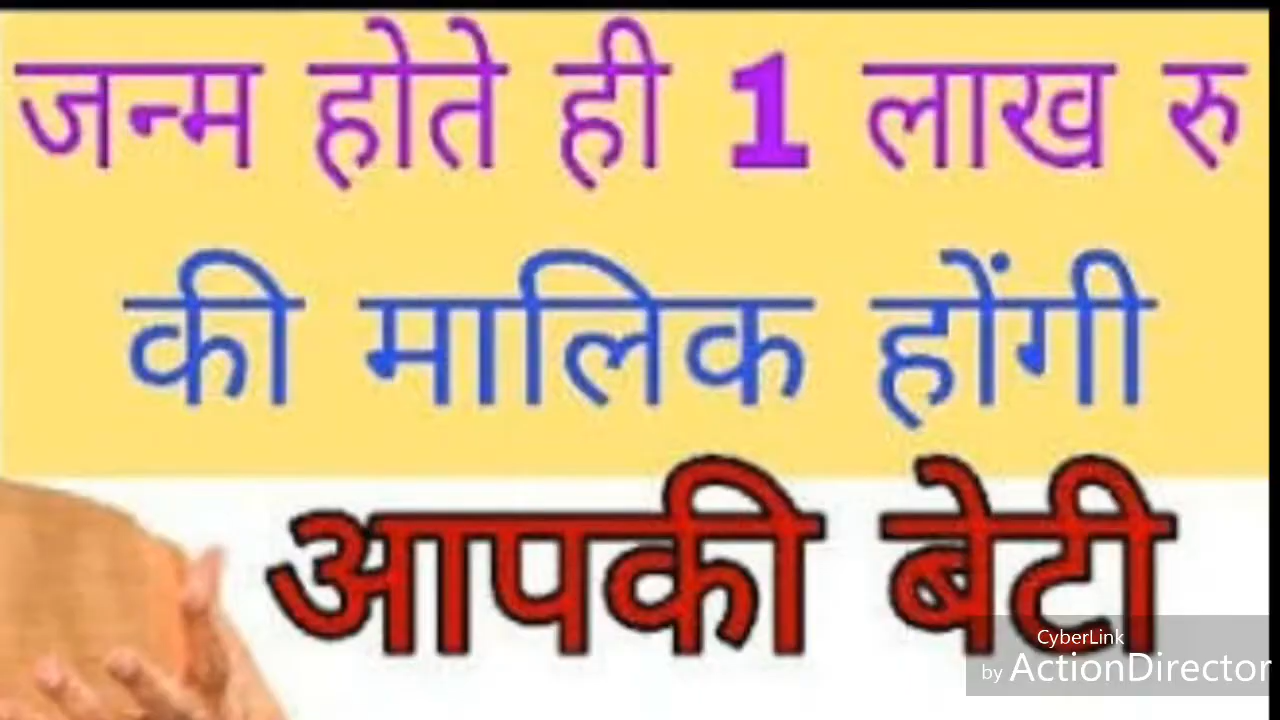 जन्म होते ही 1 लाख रु
की मालिक होंगी
आपकी बेटी
CyberLink
by ActionDirector